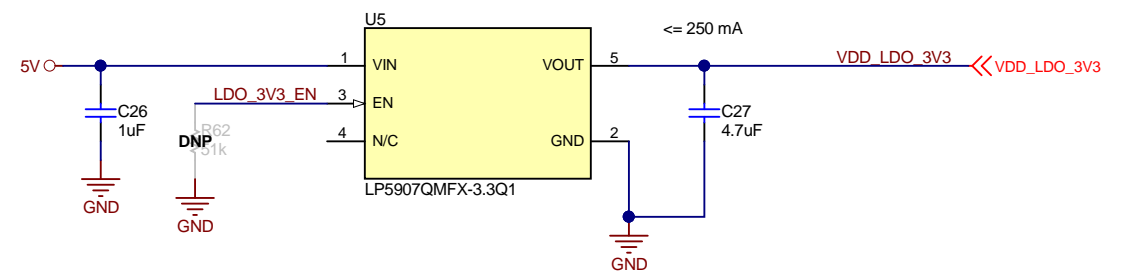 U5
<= 250 mA
5V
1
VIN
VOUT
5
VDD_LDO_3V3
VDD_LDO_3V3
LDO_3V3_EN
3
EN
C26
1uF
C27
4.7uF
R62
DNP
51k
4
N/C
GND
2
LP5907QMFX-3.3Q1
GND
GND
GND